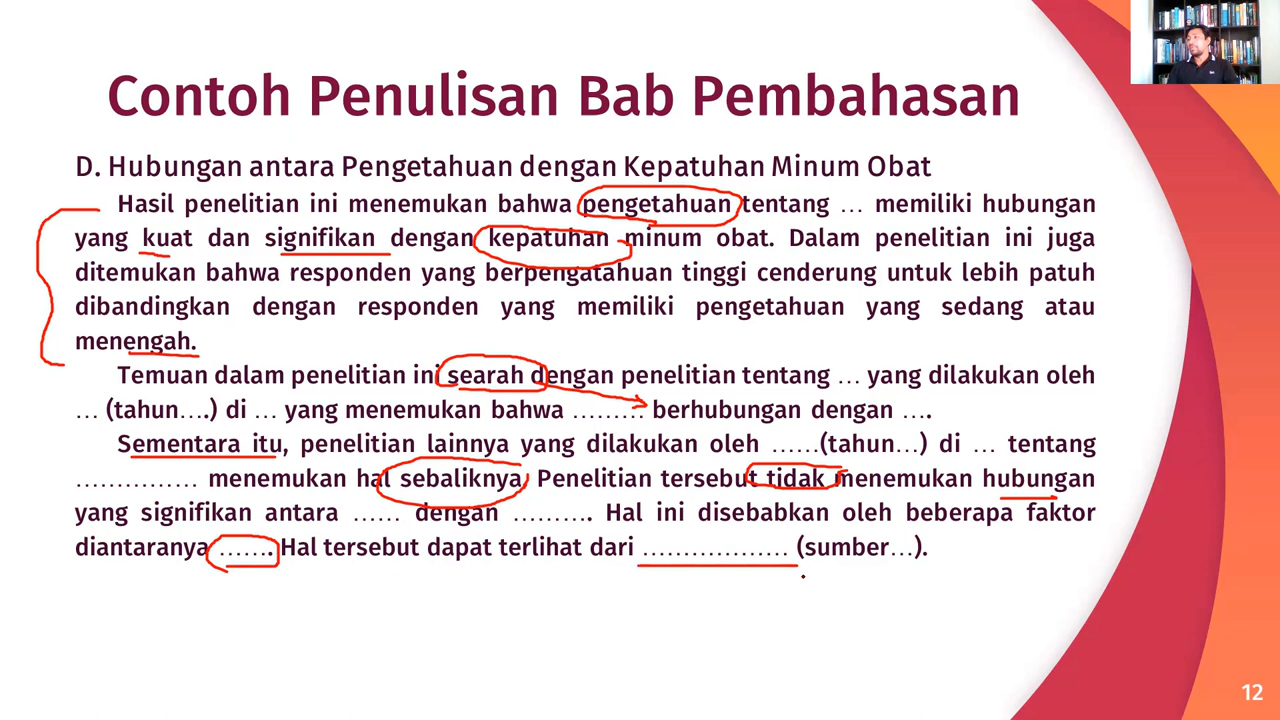 Contoh Penulisan Bab Pembahasan
D. Hubungan antara Pengetahuan dengan Kepatuhan Minum Obat
Hasil penelitian ini menemukan bahwa pengetahuan tentang … memiliki hubungan
yang kuat dan signifikan dengan kepatuhan minum obat. Dalam penelitian ini juga
ditemukan bahwa responden yang berpengatahuan tinggi cenderung untuk lebih patuh
dibandingkan dengan responden yang memiliki pengetahuan yang sedang atau
menengah.
Temuan dalam penelitian ini searah dengan penelitian tentang … yang dilakukan oleh
… (tahun….) di … yang menemukan bahwa ……… berhubungan dengan ….
Sementara itu, penelitian lainnya yang dilakukan oleh ……(tahun…) di … tentang
…………… menemukan hal sebaliknya. Penelitian tersebut tidak menemukan hubungan
yang signifikan antara …… dengan ………. Hal ini disebabkan oleh beberapa faktor
diantaranya ……. Hal tersebut dapat terlihat dari ……………… (sumber…).
12